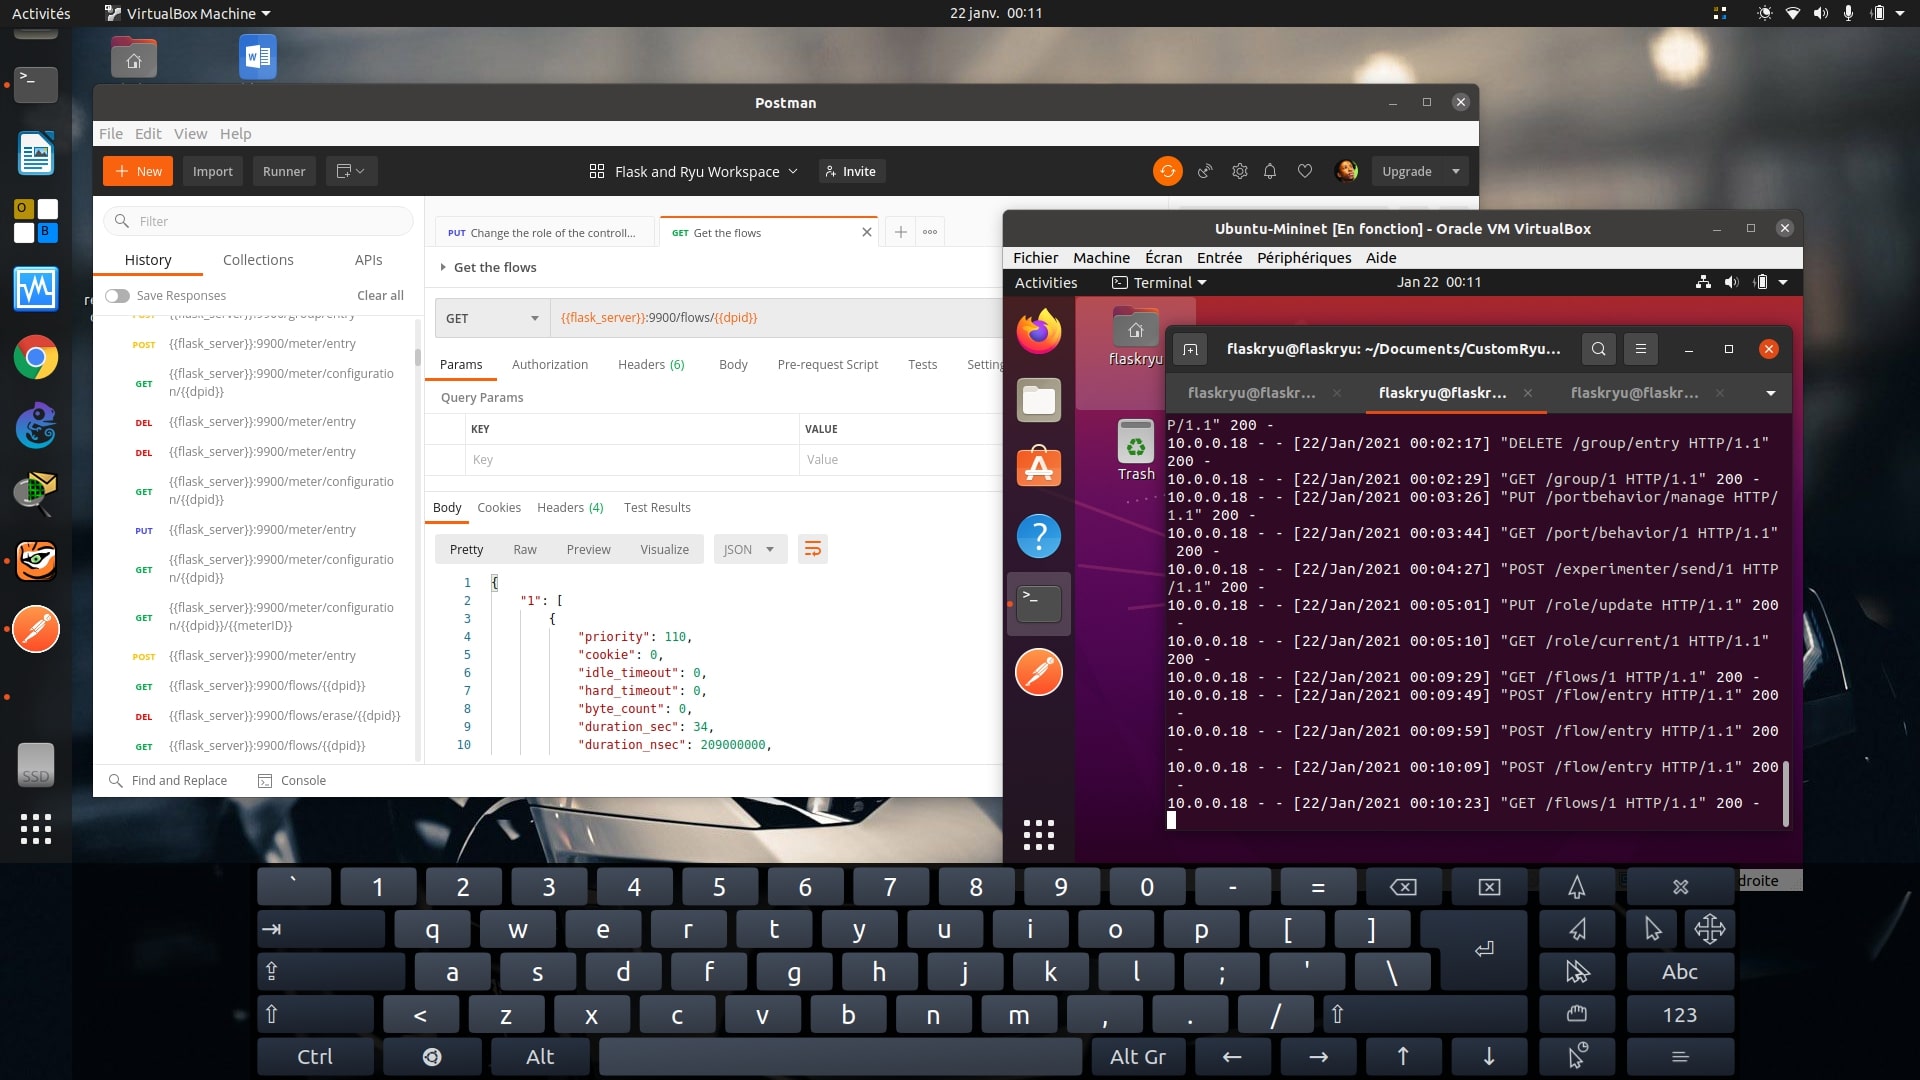 Activités
VirtualBox Machine
22 janv. 00:11
Postman
File Edit View Help
New
Import
Runner
Flask and Ryu Workspace
Invite
Upgrade
Filter
History
Collections
APIs
Save Responses
Clear all
POST {{flask_server}}:9900/meter/entry
GET {{flask_server}}:9900/meter/configuratio
n/{{dpid}}
DEL {{flask_server}}:9900/meter/entry
DEL {{flask_server}}:9900/meter/entry
GET {{flask_server}}:9900/meter/configuratio
n/{{dpid}}
PUT {{flask_server}}:9900/meter/entry
GET {{flask_server}}:9900/meter/configuratio
n/{{dpid}}
GET {{flask_server}}:9900/meter/configuratio
n/{{dpid}}/{{meterID}}
POST {{flask_server}}:9900/meter/entry
GET {{flask_server}}:9900/flows/{{dpid}}
DEL {{flask_server}}:9900/flows/erase/{{dpid}}
GET {{flask_server}}:9900/flows/{{dpid}}
Find and Replace
Console
PUT Change the role of the controll...
GET Get the flows
Get the flows
GET
{{flask_server}}:9900/flows/{{dpid}}
Params Authorization Headers (6) Body Pre-request Script Tests Setting
Query Params
KEY VALUE
Key Value
Body Cookies Headers (4) Test Results
Pretty Raw Preview Visualize JSON
1 {
2 "1": [
3 {
4 "priority": 110,
5 "cookie": 0,
6 "idle_timeout": 0,
7 "hard_timeout": 0,
8 "byte_count": 0,
9 "duration_sec": 34,
10 "duration_nsec": 209000000,
Ubuntu-Mininet [En fonction] - Oracle VM VirtualBox
Fichier Machine Écran Entrée Périphériques Aide
Activities
Terminal
Jan 22 00:11
flaskryu
Trash
flaskryu@flaskryu: ~/Documents/CustomRyu...
flaskryu@flaskr...
flaskryu@flaskr...
flaskryu@flaskr...
P/1.1" 200 -
10.0.0.18 - - [22/Jan/2021 00:02:17] "DELETE /group/entry HTTP/1.1"
200 -
10.0.0.18 - - [22/Jan/2021 00:02:29] "GET /group/1 HTTP/1.1" 200 -
10.0.0.18 - - [22/Jan/2021 00:03:26] "PUT /portbehavior/manage HTTP/
1.1" 200 -
10.0.0.18 - - [22/Jan/2021 00:03:44] "GET /port/behavior/1 HTTP/1.1"
200 -
10.0.0.18 - - [22/Jan/2021 00:04:27] "POST /experimenter/send/1 HTTP
/1.1" 200 -
10.0.0.18 - - [22/Jan/2021 00:05:01] "PUT /role/update HTTP/1.1" 200
-
10.0.0.18 - - [22/Jan/2021 00:05:10] "GET /role/current/1 HTTP/1.1"
200 -
10.0.0.18 - - [22/Jan/2021 00:09:29] "GET /flows/1 HTTP/1.1" 200 -
10.0.0.18 - - [22/Jan/2021 00:09:49] "POST /flow/entry HTTP/1.1" 200
-
10.0.0.18 - - [22/Jan/2021 00:09:59] "POST /flow/entry HTTP/1.1" 200
-
10.0.0.18 - - [22/Jan/2021 00:10:09] "POST /flow/entry HTTP/1.1" 200
-
10.0.0.18 - - [22/Jan/2021 00:10:23] "GET /flows/1 HTTP/1.1" 200 -
droite
O
B
SSD
` 1 2 3 4 5 6 7 8 9 0 - =
q w e r t y u i o p [ ]
a s d f g h j k l ; ' \ Abc
< z x c v b n m , . / 123
Ctrl Alt Alt Gr ← → ↑ ↓